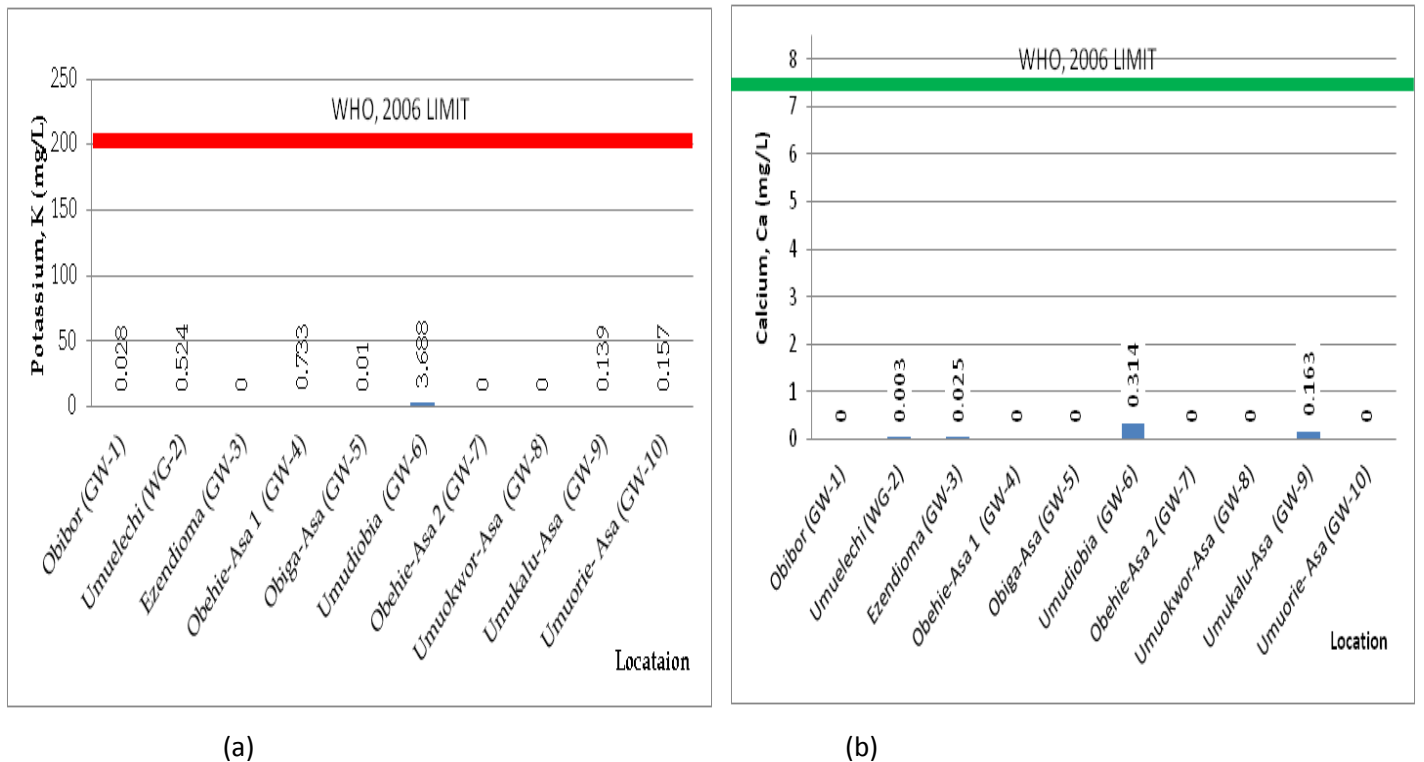 WHO, 2006 LIMIT
Potassium, K (mg/L)
250
200
150
100
50
0
0.028
0.524
0
0.733
0.01
3.688
0
0
0.139
0.157
Obibor (GW-1)
Umuelechi (WG-2)
Ezendioma (GW-3)
Obehie-Asa 1 (GW-4)
Obiga-Asa (GW-5)
Umudiobia (GW-6)
Obehie-Asa 2 (GW-7)
Umuokwor-Asa (GW-8)
Umukalu-Asa (GW-9)
Umuorie- Asa (GW-10)
Locataion
(a)
WHO, 2006 LIMIT
Calcium, Ca (mg/L)
8
7
6
5
4
3
2
1
0
0
0.003
0.025
0
0
0.314
0
0
0.163
0
Obibor (GW-1)
Umuelechi (WG-2)
Ezendioma (GW-3)
Obehie-Asa 1 (GW-4)
Obiga-Asa (GW-5)
Umudiobia (GW-6)
Obehie-Asa 2 (GW-7)
Umuokwor-Asa (GW-8)
Umukalu-Asa (GW-9)
Umuorie- Asa (GW-10)
Location
(b)